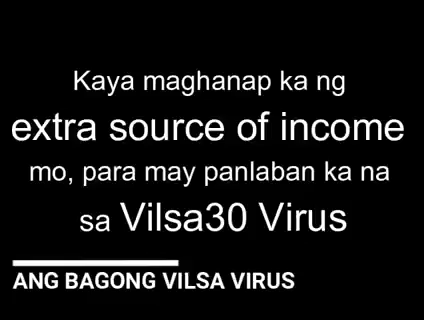 Kaya maghanap ka ng
extra source of income
mo, para may panlaban ka na
sa Vilsa30 Virus
ANG BAGONG VILSA VIRUS